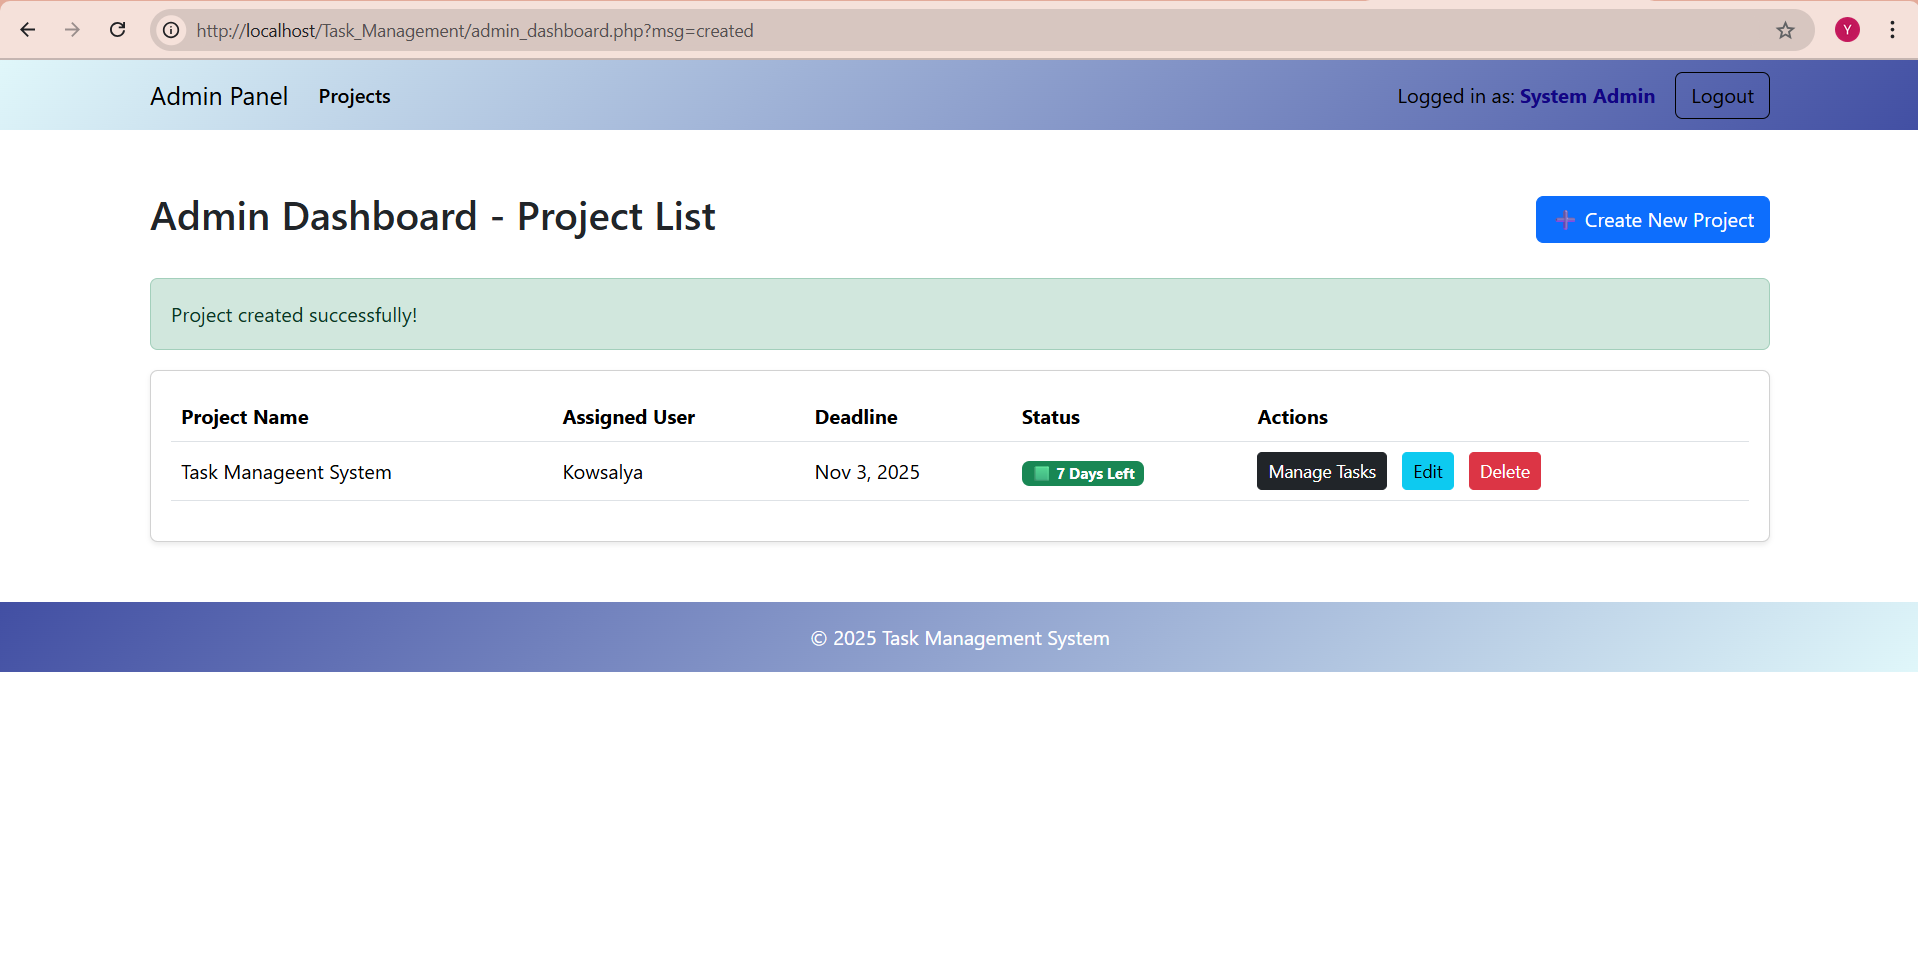 http://localhost/Task_Management/admin_dashboard.php?msg=created
Y
Admin Panel Projects Logged in as: System Admin Logout
Admin Dashboard - Project List
➕ Create New Project
Project created successfully!
Project Name Assigned User Deadline Status Actions
Task Manageent System Kowsalya Nov 3, 2025 🟩 7 Days Left Manage Tasks Edit Delete
© 2025 Task Management System